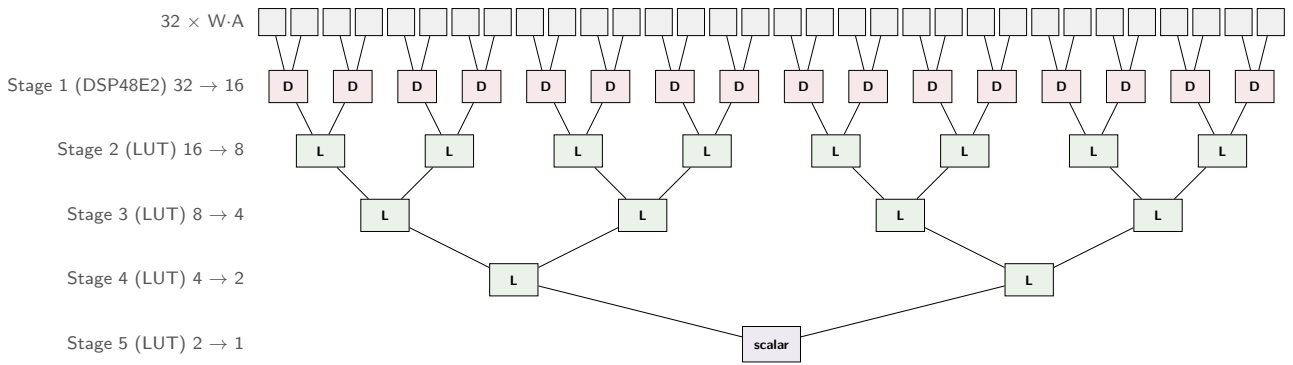 32 × W·A
Stage 1 (DSP48E2) 32 → 16
D D D D D D D D D D D D D D D D
Stage 2 (LUT) 16 → 8
L L L L L L L L
Stage 3 (LUT) 8 → 4
L L L L
Stage 4 (LUT) 4 → 2
L L
Stage 5 (LUT) 2 → 1
scalar